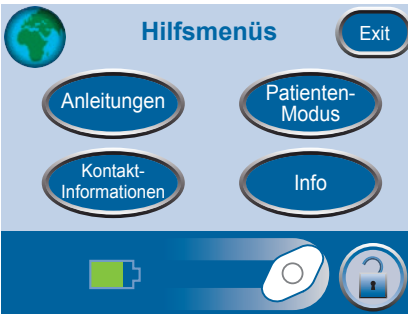 Hilfsmenüs
Exit
Anleitungen
Patienten-
Modus
Kontakt-
Informationen
Info